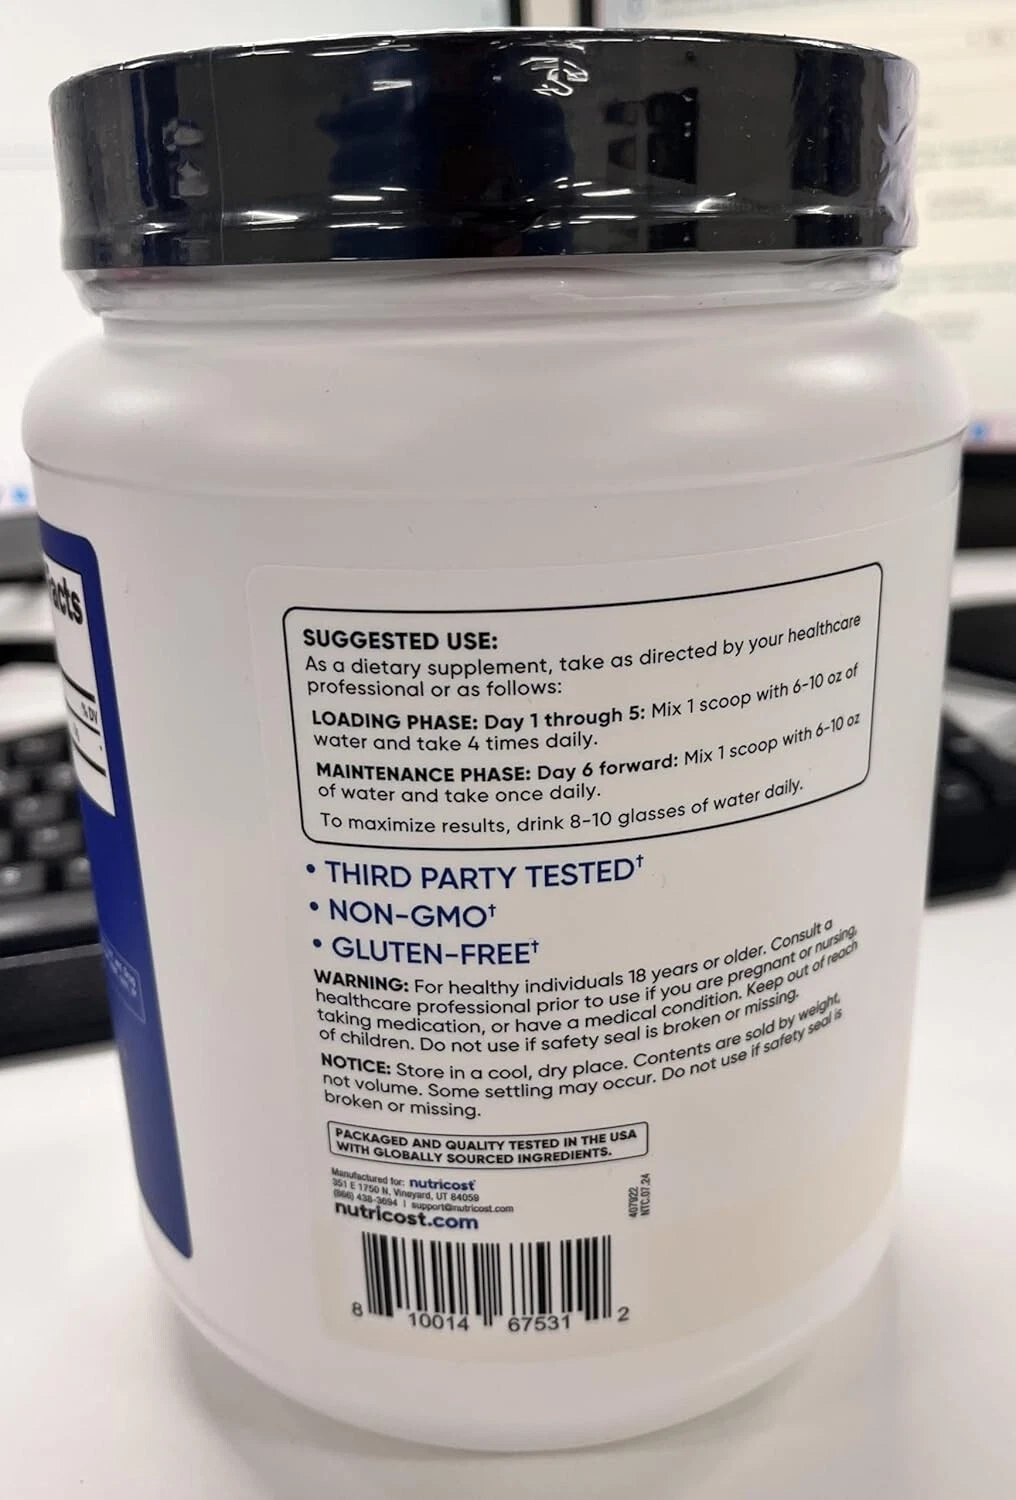 acts
% DV
SUGGESTED USE:
As a dietary supplement, take as directed by your healthcare
professional or as follows:
LOADING PHASE: Day 1 through 5: Mix 1 scoop with 6-10 oz of
water and take 4 times daily.
MAINTENANCE PHASE: Day 6 forward: Mix 1 scoop with 6-10 oz
of water and take once daily.
To maximize results, drink 8-10 glasses of water daily.
• THIRD PARTY TESTED†
• NON-GMO†
• GLUTEN-FREE†
WARNING: For healthy individuals 18 years or older. Consult a
healthcare professional prior to use if you are pregnant or nursing,
taking medication, or have a medical condition. Keep out of reach
of children. Do not use if safety seal is broken or missing.
NOTICE: Store in a cool, dry place. Contents are sold by weight,
not volume. Some settling may occur. Do not use if safety seal is
broken or missing.
PACKAGED AND QUALITY TESTED IN THE USA
WITH GLOBALLY SOURCED INGREDIENTS.
Manufactured for: nutricost
351 E 1750 N, Vineyard, UT 84059
(866) 438-3694 | support@nutricost.com
nutricost.com
407922
NTC.07.24
8 10014 67531 2